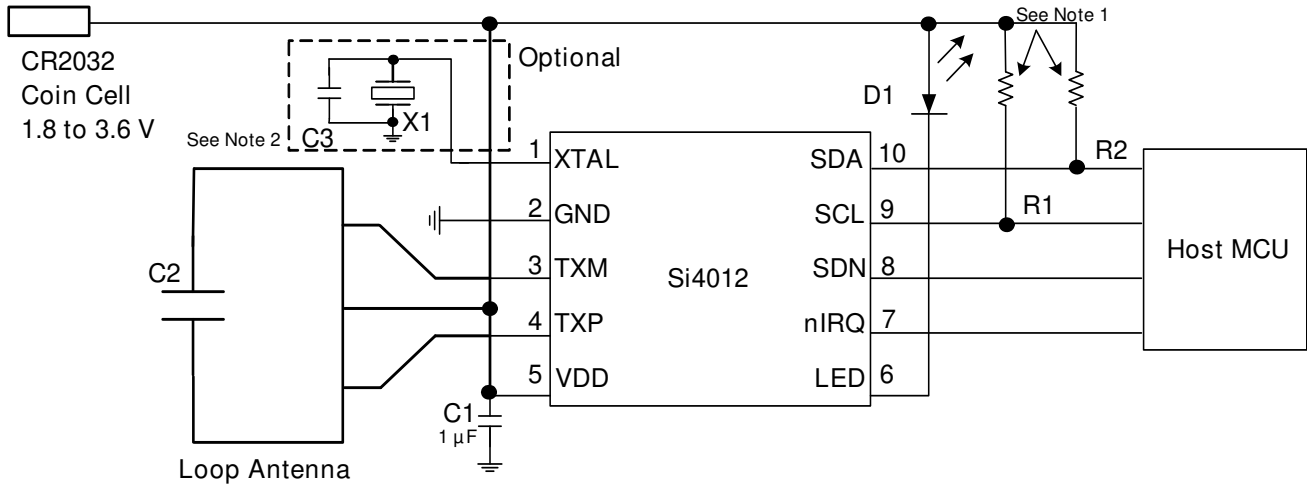 See Note 1
CR2032
Coin Cell
1.8 to 3.6 V
Optional
X1
C3
See Note 2
D1
R2
R1
1 XTAL
2 GND
3 TXM
4 TXP
5 VDD
Si4012
SDA 10
SCL 9
SDN 8
nIRQ 7
LED 6
Host MCU
C2
C1
1 µF
Loop Antenna